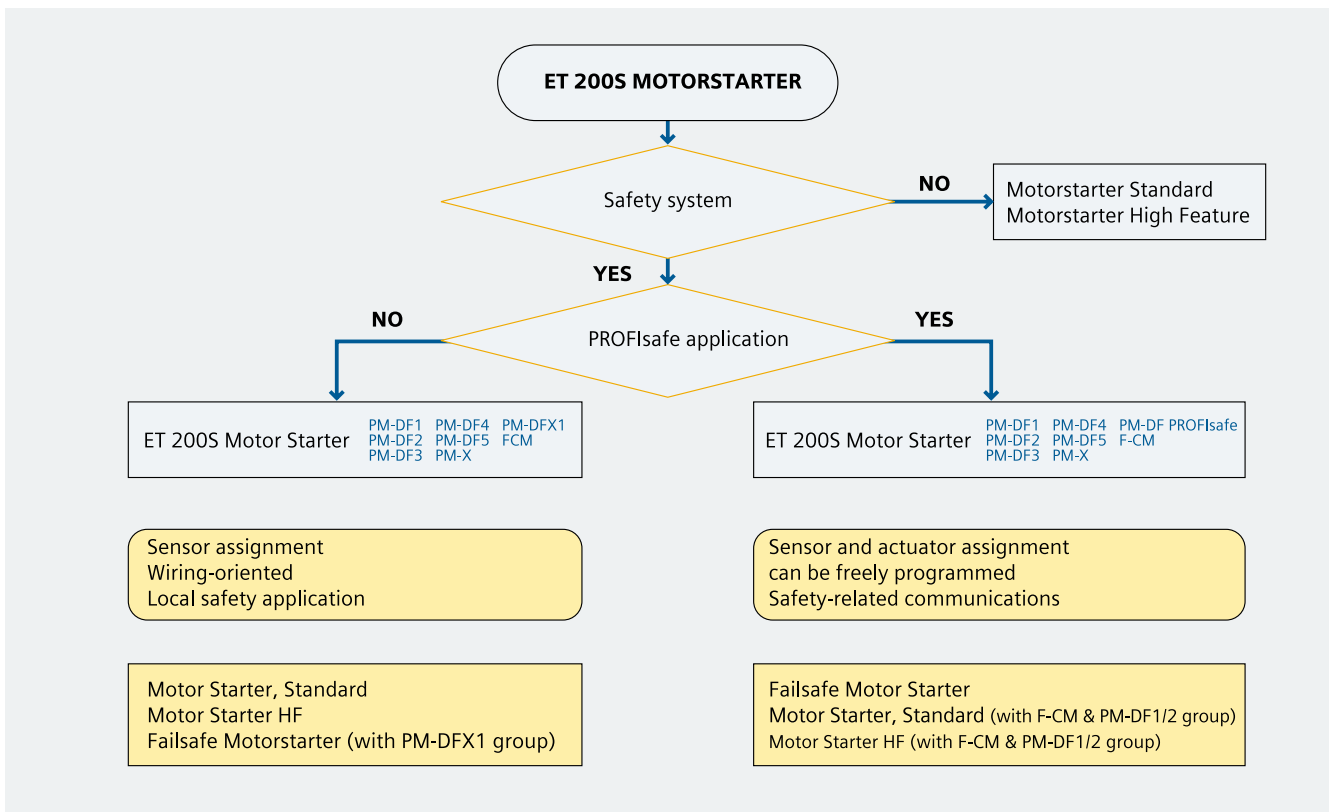 ET 200S MOTORSTARTER
Safety system
NO
Motorstarter Standard
Motorstarter High Feature
YES
NO
PROFIsafe application
YES
ET 200S Motor Starter
PM-DF1 PM-DF4 PM-DFX1
PM-DF2 PM-DF5 FCM
PM-DF3 PM-X
ET 200S Motor Starter
PM-DF1 PM-DF4 PM-DF PROFIsafe
PM-DF2 PM-DF5 F-CM
PM-DF3 PM-X
Sensor assignment
Wiring-oriented
Local safety application
Sensor and actuator assignment
can be freely programmed
Safety-related communications
Motor Starter, Standard
Motor Starter HF
Failsafe Motorstarter (with PM-DFX1 group)
Failsafe Motor Starter
Motor Starter, Standard (with F-CM & PM-DF1/2 group)
Motor Starter HF (with F-CM & PM-DF1/2 group)